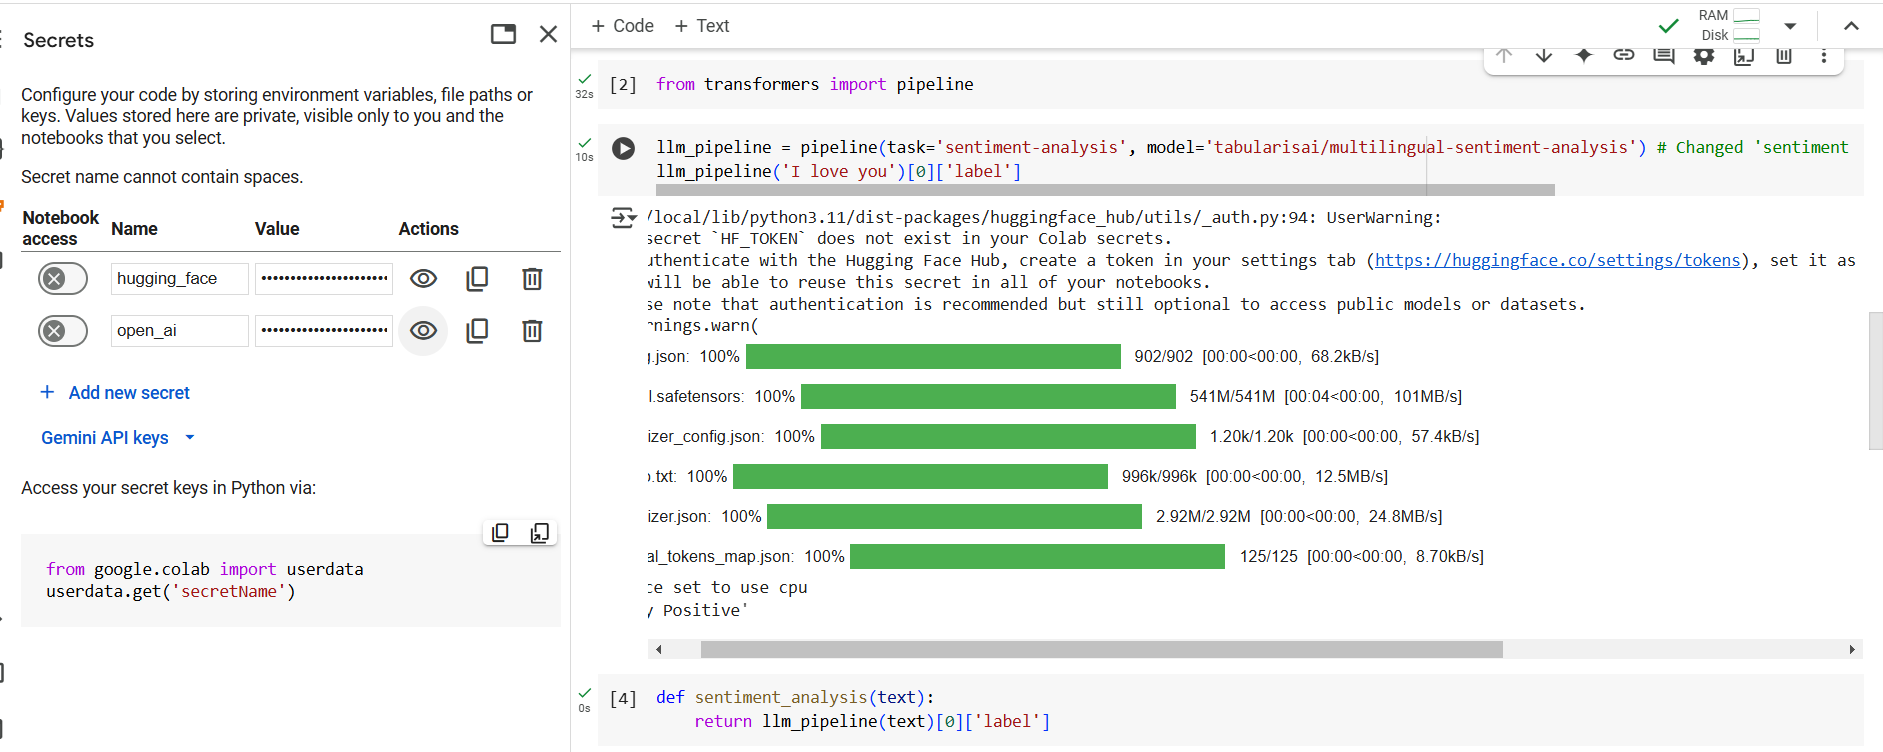 Secrets
Configure your code by storing environment variables, file paths or
keys. Values stored here are private, visible only to you and the
notebooks that you select.
Secret name cannot contain spaces.
Notebook access Name Value Actions
hugging_face ••••••••••••••••••••••
open_ai ••••••••••••••••••••••
+ Add new secret
Gemini API keys
Access your secret keys in Python via:
from google.colab import userdata
userdata.get('secretName')
+ Code + Text
RAM
Disk
32s
[2] from transformers import pipeline
10s
llm_pipeline = pipeline(task='sentiment-analysis', model='tabularisai/multilingual-sentiment-analysis') # Changed 'sentiment
llm_pipeline('I love you')[0]['label']
/local/lib/python3.11/dist-packages/huggingface_hub/utils/_auth.py:94: UserWarning:
secret `HF_TOKEN` does not exist in your Colab secrets.
uthenticate with the Hugging Face Hub, create a token in your settings tab (https://huggingface.co/settings/tokens), set it as
will be able to reuse this secret in all of your notebooks.
se note that authentication is recommended but still optional to access public models or datasets.
rnings.warn(
g.json: 100% 902/902 [00:00<00:00, 68.2kB/s]
l.safetensors: 100% 541M/541M [00:04<00:00, 101MB/s]
izer_config.json: 100% 1.20k/1.20k [00:00<00:00, 57.4kB/s]
b.txt: 100% 996k/996k [00:00<00:00, 12.5MB/s]
izer.json: 100% 2.92M/2.92M [00:00<00:00, 24.8MB/s]
al_tokens_map.json: 100% 125/125 [00:00<00:00, 8.70kB/s]
ce set to use cpu
y Positive'
0s
[4] def sentiment_analysis(text):
return llm_pipeline(text)[0]['label']